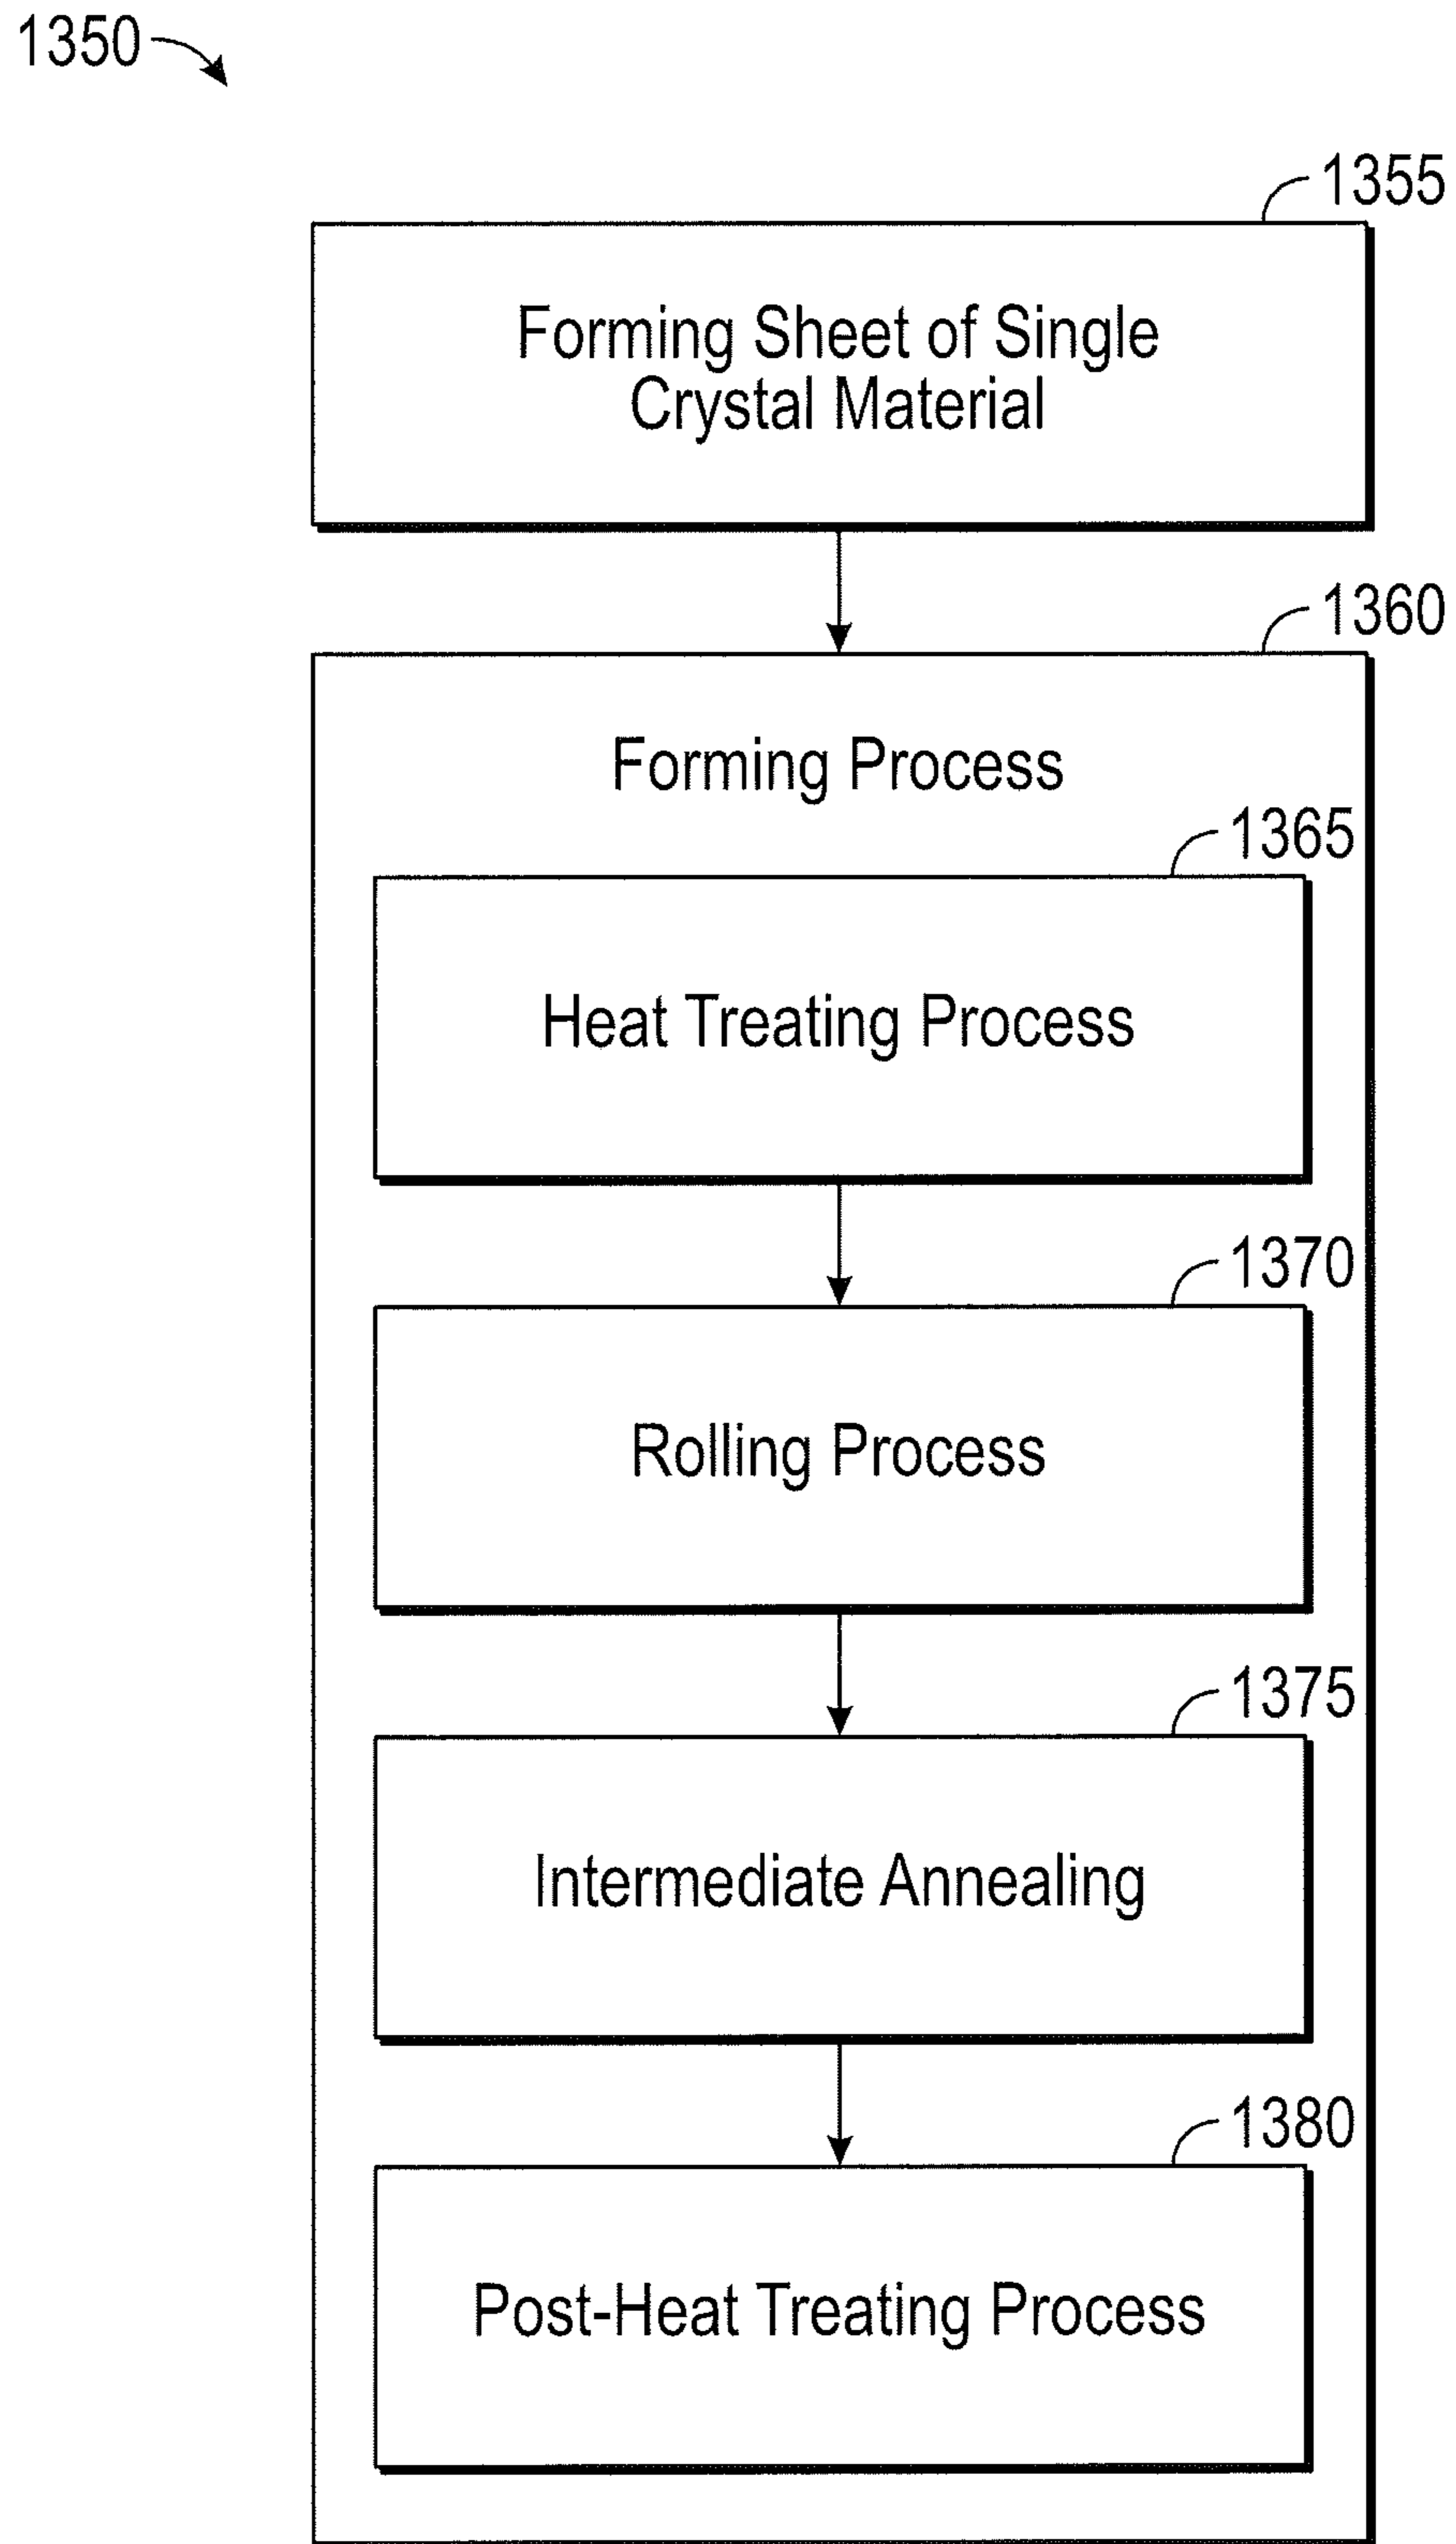 1350
1355
Forming Sheet of Single
Crystal Material
1360
Forming Process
1365
Heat Treating Process
1370
Rolling Process
1375
Intermediate Annealing
1380
Post-Heat Treating Process